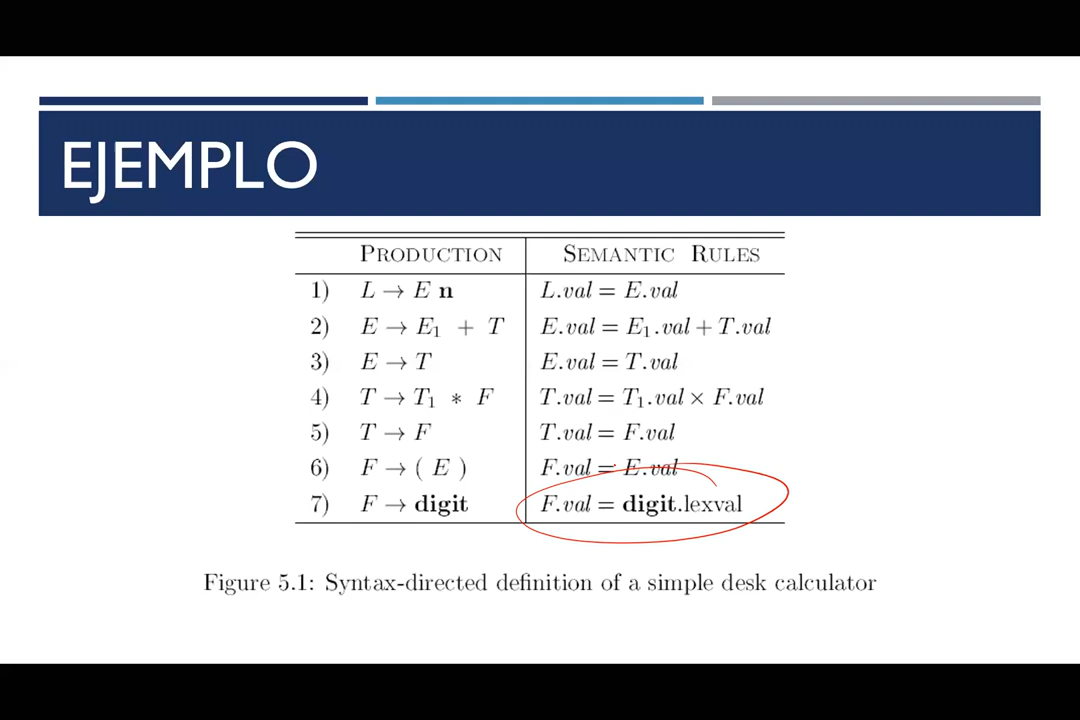 EJEMPLO
PRODUCTION SEMANTIC RULES
1) L → E n L.val = E.val
2) E → E₁ + T E.val = E₁.val + T.val
3) E → T E.val = T.val
4) T → T₁ * F T.val = T₁.val × F.val
5) T → F T.val = F.val
6) F → ( E ) F.val = E.val
7) F → digit F.val = digit.lexval
Figure 5.1: Syntax-directed definition of a simple desk calculator